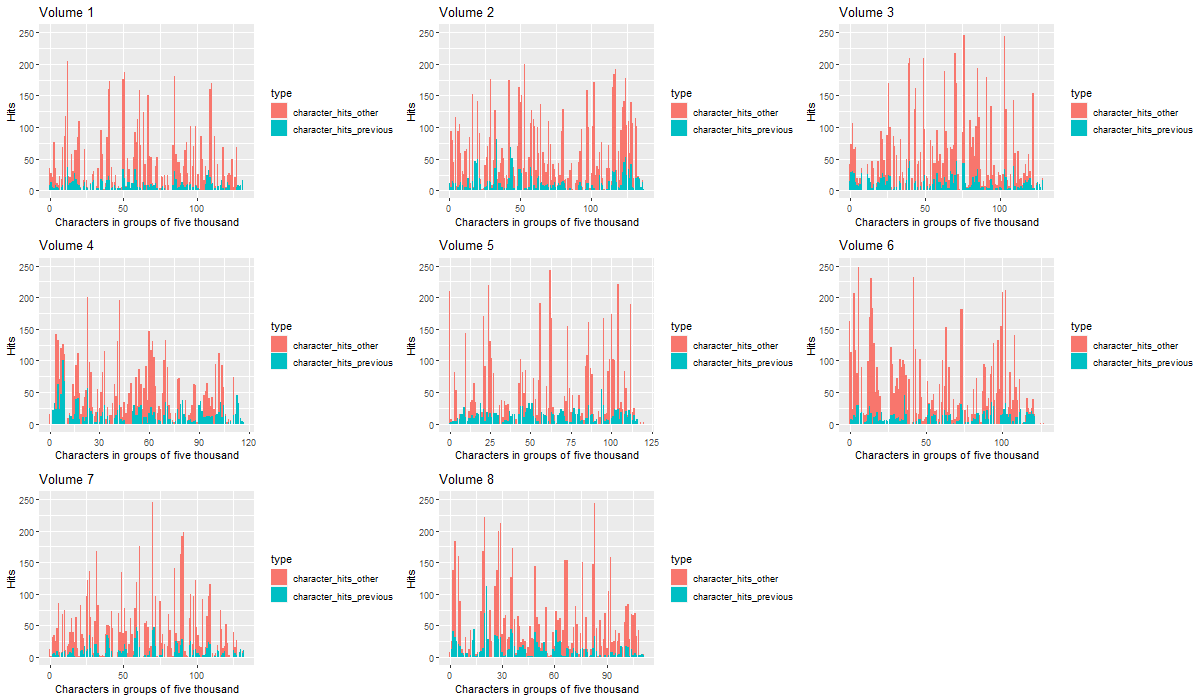 Volume 1
250
200
150
100
50
0
Hits
0 50 100
Characters in groups of five thousand
type
character_hits_other
character_hits_previous
Volume 2
250
200
150
100
50
0
Hits
0 50 100
Characters in groups of five thousand
type
character_hits_other
character_hits_previous
Volume 3
250
200
150
100
50
0
Hits
0 50 100
Characters in groups of five thousand
type
character_hits_other
character_hits_previous
Volume 4
250
200
150
100
50
0
Hits
0 30 60 90 120
Characters in groups of five thousand
type
character_hits_other
character_hits_previous
Volume 5
250
200
150
100
50
0
Hits
0 25 50 75 100 125
Characters in groups of five thousand
type
character_hits_other
character_hits_previous
Volume 6
250
200
150
100
50
0
Hits
0 50 100
Characters in groups of five thousand
type
character_hits_other
character_hits_previous
Volume 7
250
200
150
100
50
0
Hits
0 50 100
Characters in groups of five thousand
type
character_hits_other
character_hits_previous
Volume 8
250
200
150
100
50
0
Hits
0 30 60 90
Characters in groups of five thousand
type
character_hits_other
character_hits_previous